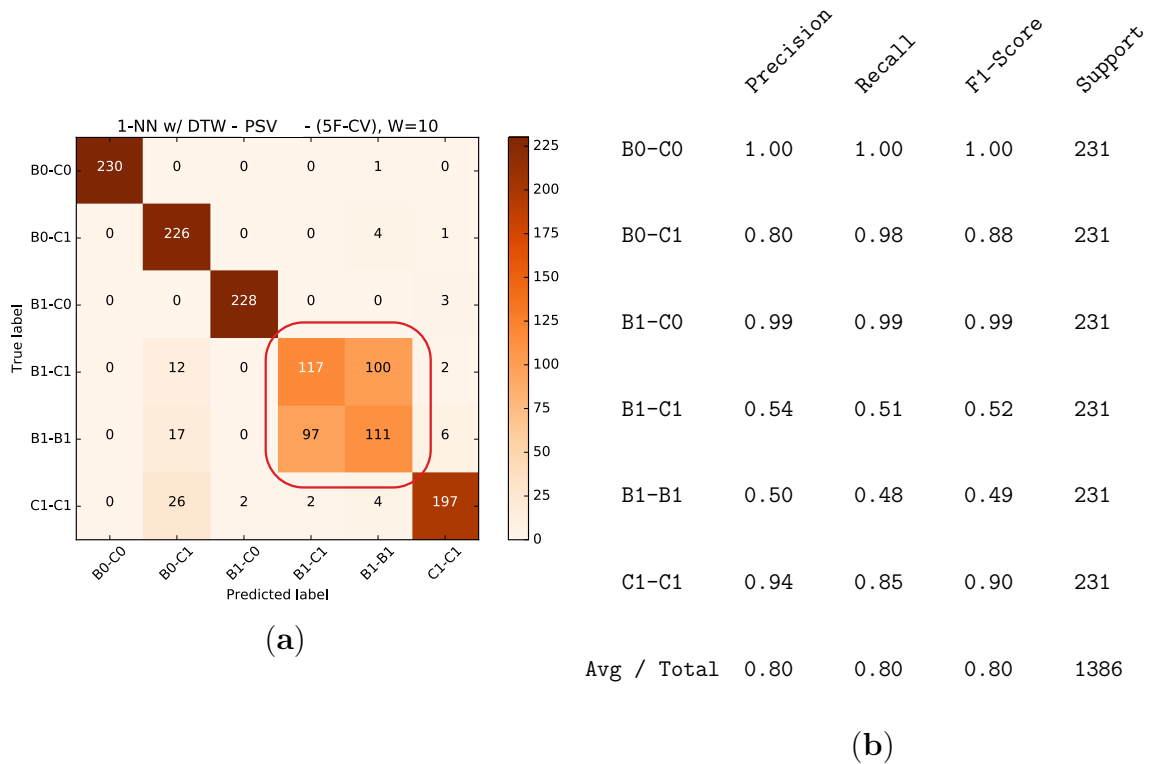 1-NN w/ DTW - PSV - (5F-CV), W=10
True label
B0-C0 230 0 0 0 1 0
B0-C1 0 226 0 0 4 1
B1-C0 0 0 228 0 0 3
B1-C1 0 12 0 117 100 2
B1-B1 0 17 0 97 111 6
C1-C1 0 26 2 2 4 197
B0-C0 B0-C1 B1-C0 B1-C1 B1-B1 C1-C1
Predicted label
225
200
175
150
125
100
75
50
25
0
(a)
Precision Recall F1-Score Support
B0-C0 1.00 1.00 1.00 231
B0-C1 0.80 0.98 0.88 231
B1-C0 0.99 0.99 0.99 231
B1-C1 0.54 0.51 0.52 231
B1-B1 0.50 0.48 0.49 231
C1-C1 0.94 0.85 0.90 231
Avg / Total 0.80 0.80 0.80 1386
(b)